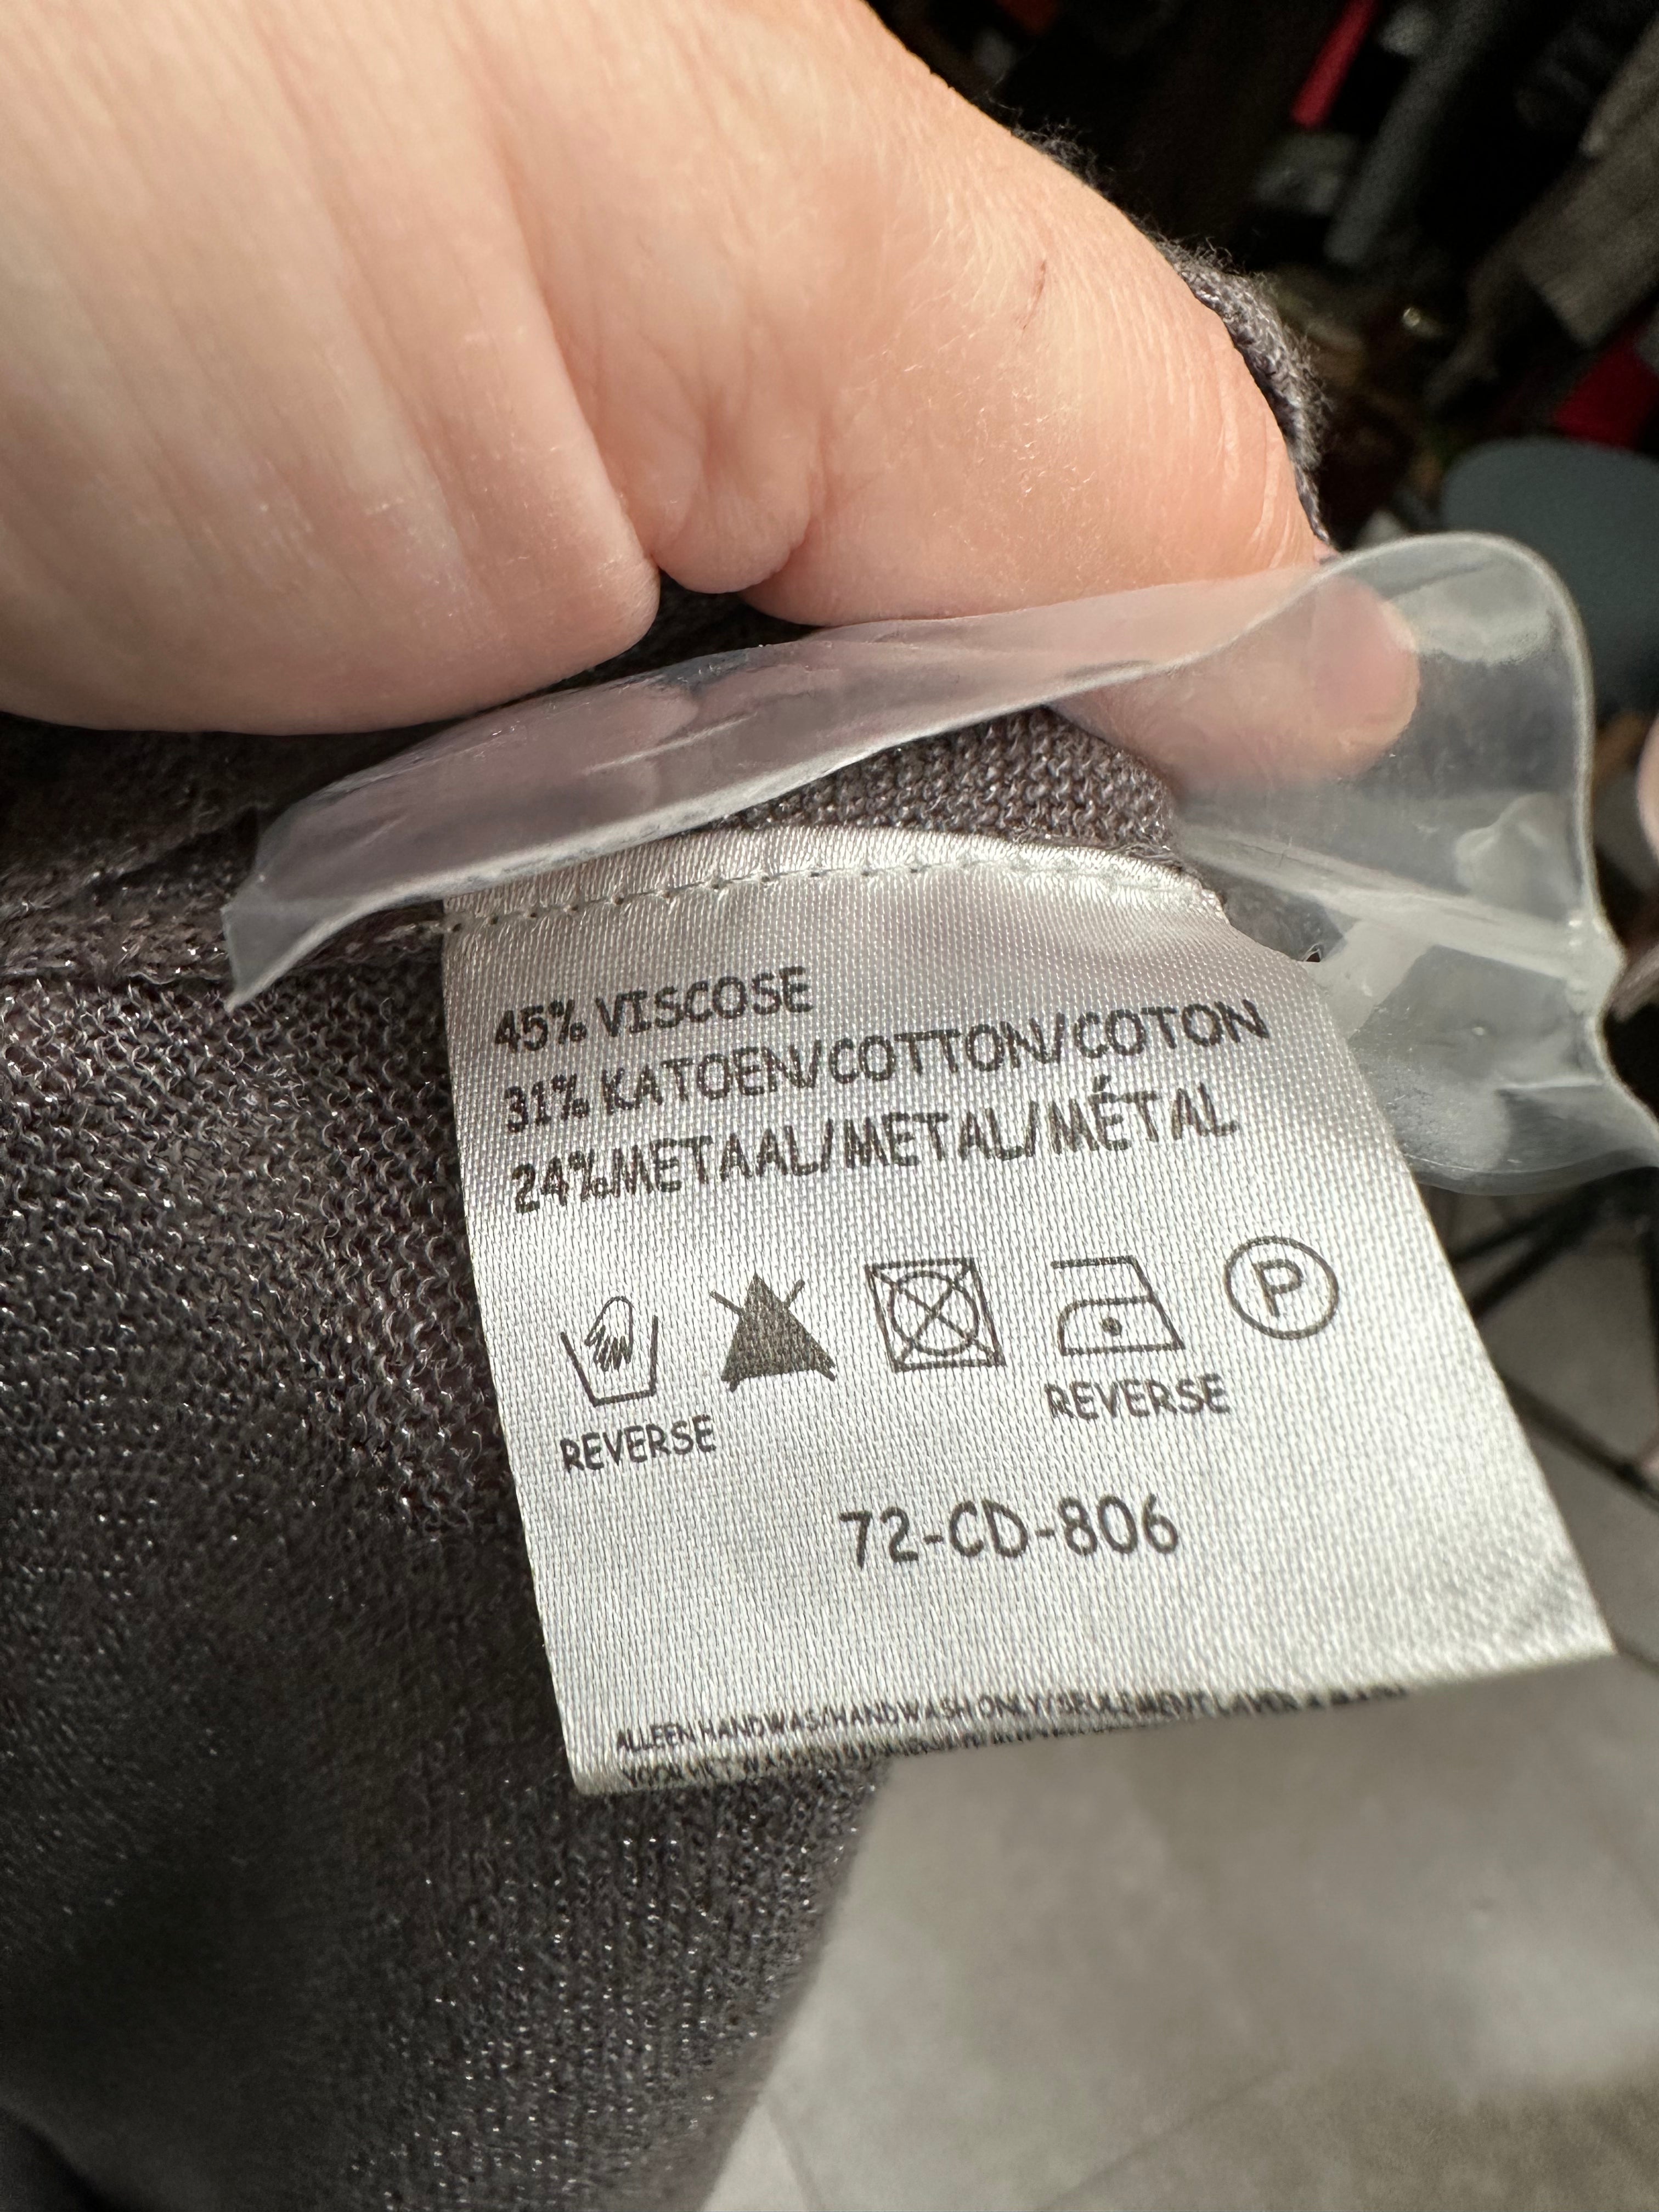 45% VISCOSE
31% KATOEN/COTTON/COTON
24%METAAL/METAL/MÉTAL
P
REVERSE
REVERSE
72-CD-806
ALLEEN HANDWAS/HANDWASH ONLY/SEULEMENT LAVER